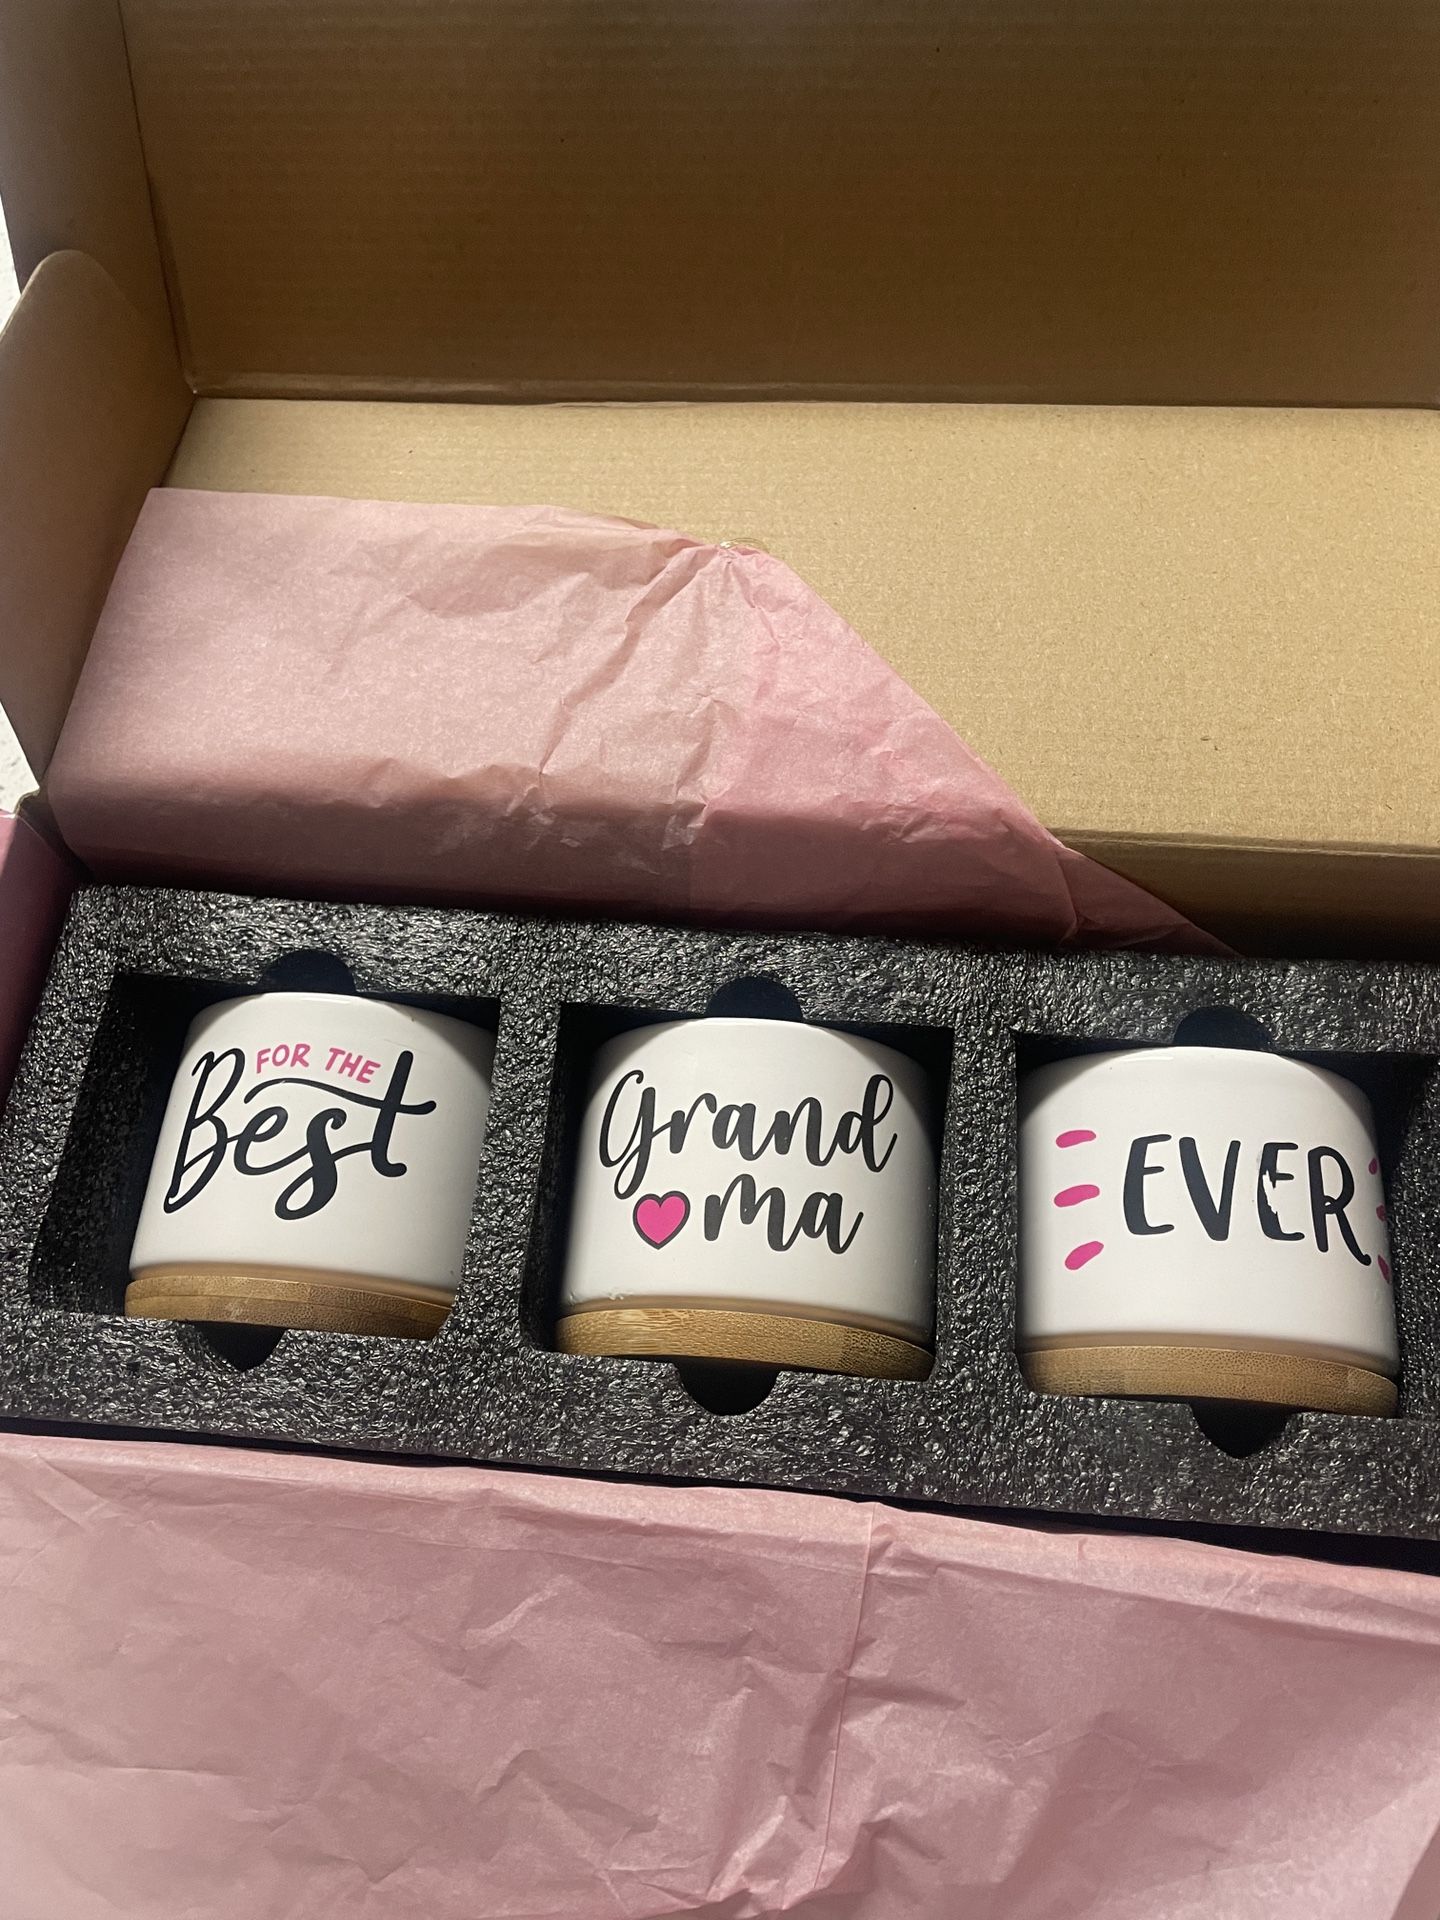 FOR THE
Best
Grand
ma
EVER